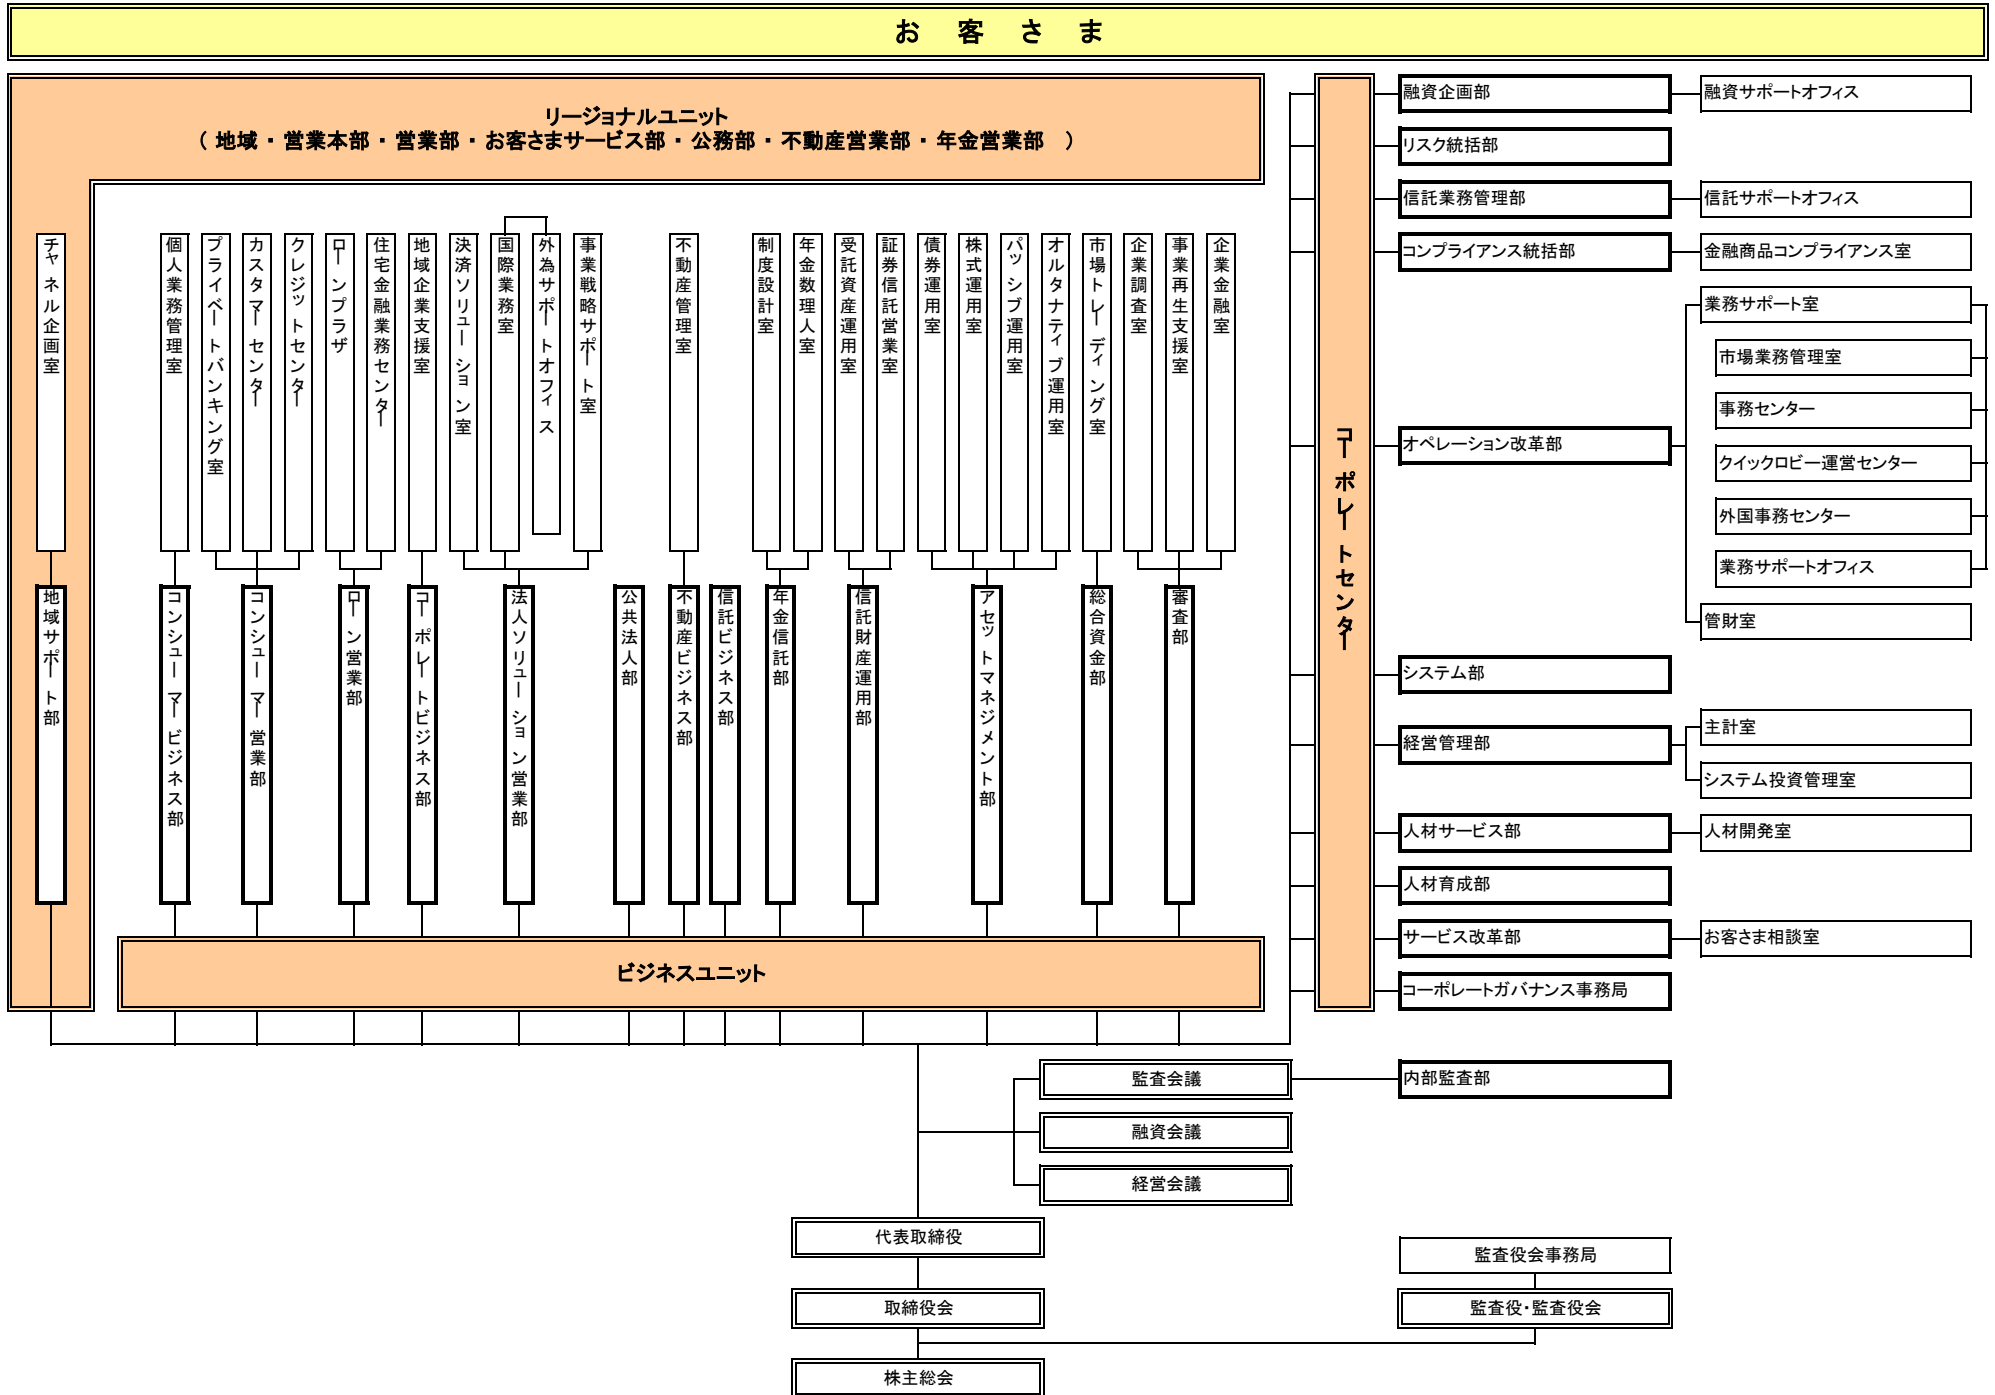 お 客 さ ま
リージョナルユニット
（ 地域 ・ 営業本部 ・ 営業部 ・ お客さまサービス部 ・ 公務部 ・ 不動産営業部 ・ 年金営業部 ）
チャネル企画室
個人業務管理室
プライベートバンキング室
カスタマーセンター
クレジットセンター
ローンプラザ
住宅金融業務センター
地域企業支援室
決済ソリューション室
国際業務室
外為サポートオフィス
事業戦略サポート室
不動産管理室
制度設計室
年金数理人室
受託資産運用室
証券信託営業室
債券運用室
株式運用室
パッシブ運用室
オルタナティブ運用室
市場トレーディング室
企業調査室
事業再生支援室
企業金融室
地域サポート部
コンシューマービジネス部
コンシューマー営業部
ローン営業部
コーポレートビジネス部
法人ソリューション営業部
公共法人部
不動産ビジネス部
信託ビジネス部
年金信託部
信託財産運用部
アセットマネジメント部
総合資金部
審査部
ビジネスユニット
コーポレートセンター
融資企画部
融資サポートオフィス
リスク統括部
信託業務管理部
信託サポートオフィス
コンプライアンス統括部
金融商品コンプライアンス室
業務サポート室
市場業務管理室
事務センター
オペレーション改革部
クイックロビー運営センター
外国事務センター
業務サポートオフィス
管財室
システム部
主計室
経営管理部
システム投資管理室
人材サービス部
人材開発室
人材育成部
サービス改革部
お客さま相談室
コーポレートガバナンス事務局
監査会議
内部監査部
融資会議
経営会議
代表取締役
監査役会事務局
取締役会
監査役・監査役会
株主総会